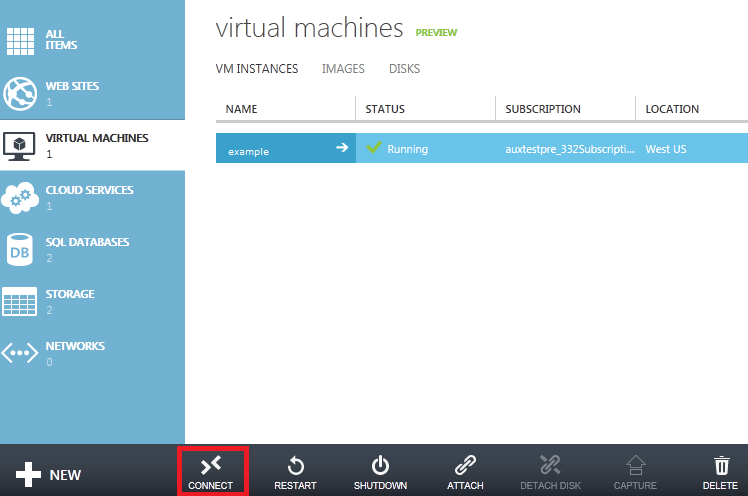 ALL
ITEMS
WEB SITES
1
VIRTUAL MACHINES
1
CLOUD SERVICES
1
SQL DATABASES
2
DB
STORAGE
2
NETWORKS
0
virtual machines PREVIEW
VM INSTANCES IMAGES DISKS
NAME STATUS SUBSCRIPTION LOCATION
example Running auxtestpre_332Subscripti... West US
NEW CONNECT RESTART SHUTDOWN ATTACH DETACH DISK CAPTURE DELETE